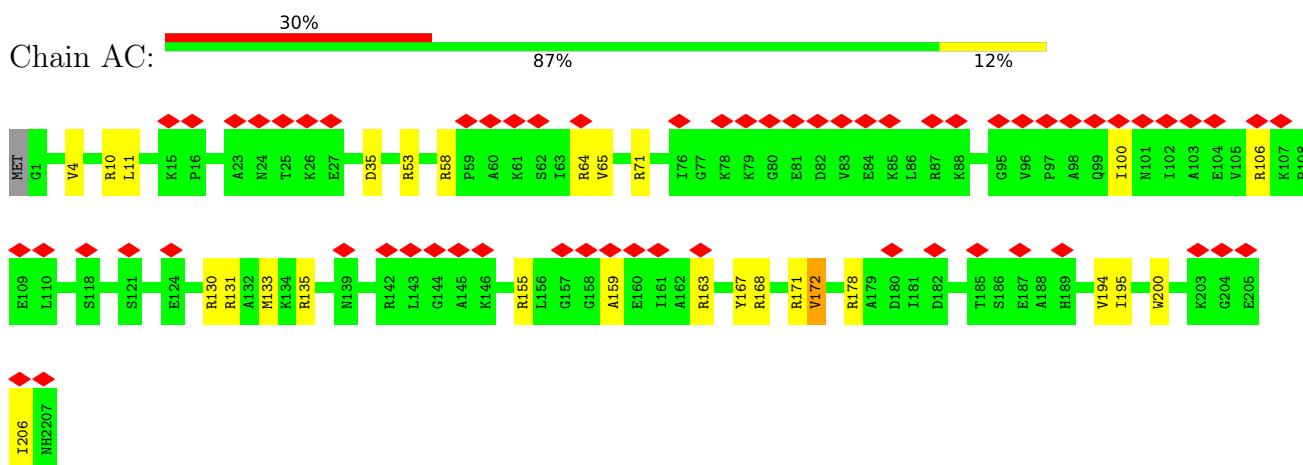 30%
Chain AC:
87% 12%
MET G1 V4 R10 L11 K15 P16 A23 N24 T25 K26 E27 D35 R53 R58 P59 A60 K61 S62 I63 R64 V65 R71 I76 G77 K78 K79 G80 E81 D82 V83 E84 K85 L86 R87 K88 G95 V96 P97 A98 Q99 I100 N101 I102 A103 E104 V105 R106 K107 P108
E109 L110 S118 S121 E124 R130 R131 A132 M133 K134 R135 N139 R142 L143 G144 A145 K146 R155 L156 G157 G158 A159 E160 I161 A162 R163 Y167 R168 R171 V172 R178 A179 D180 I181 D182 T185 S186 E187 A188 H189 V194 I195 W200 K203 G204 E205
I206 NH2207